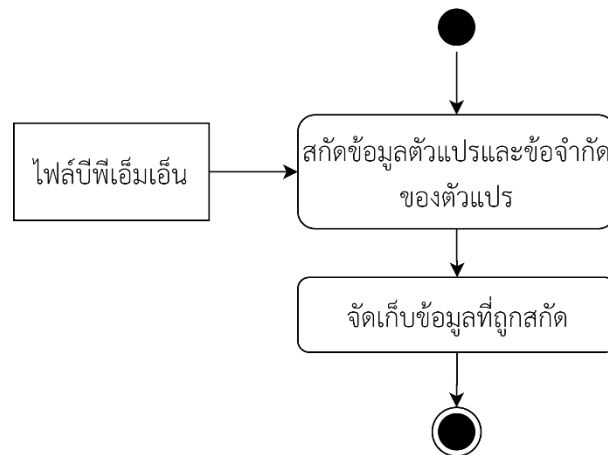 สกัดข้อมูลตัวแปรและข้อจำกัด
ของตัวแปร
ไฟล์บีพีเอ็มเอ็น
จัดเก็บข้อมูลที่ถูกสกัด